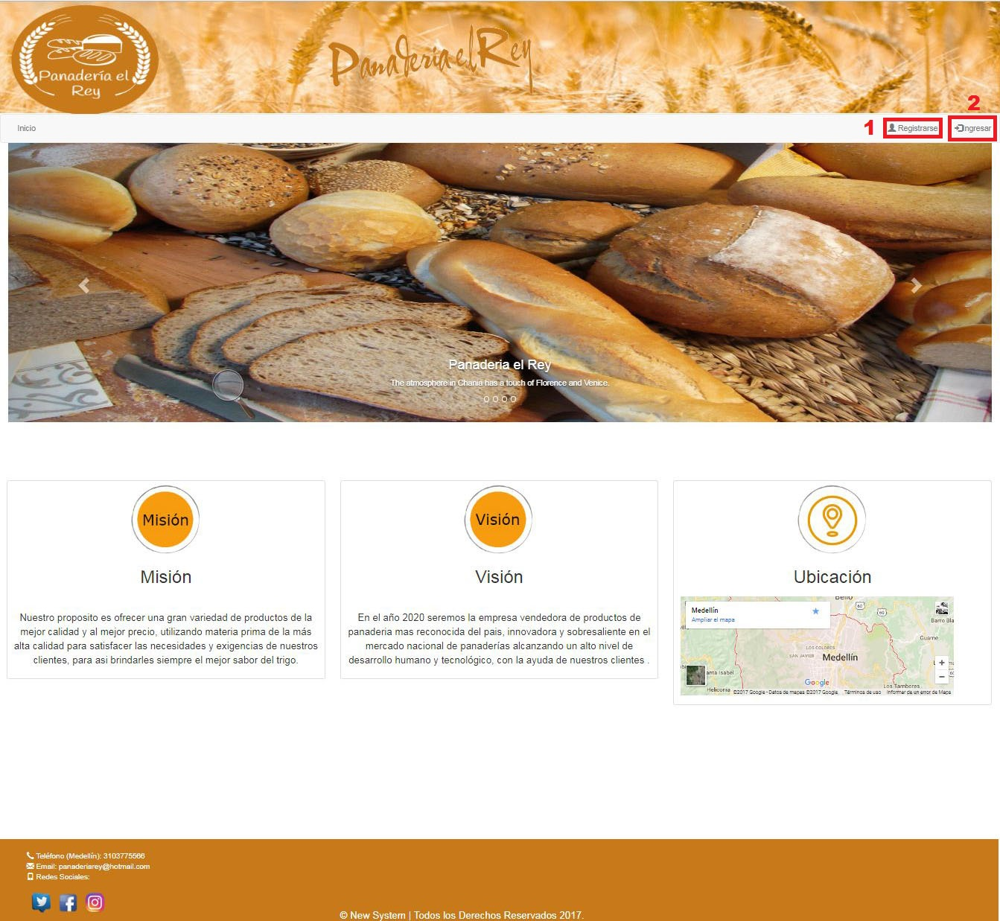 Panadería el
Rey
Panaderia el Rey
2
Inicio
1
Registrarse
Ingresar
Panaderia el Rey
The atmosphere in Chania has a touch of Florence and Venice.
Misión
Misión
Nuestro proposito es ofrecer una gran variedad de productos de la
mejor calidad y al mejor precio, utilizando materia prima de la más
alta calidad para satisfacer las necesidades y exigencias de nuestros
clientes, para asi brindarles siempre el mejor sabor del trigo.
Visión
Visión
En el año 2020 seremos la empresa vendedora de productos de
panaderia mas reconocida del pais, innovadora y sobresaliente en el
mercado nacional de panaderías alcanzando un alto nivel de
desarrollo humano y tecnológico, con la ayuda de nuestros clientes .
Ubicación
Bello
60
60
Medellín
Ampliar el mapa
Barro Bla
Guarne
LOS COLORES
SAN JAVIER
Medellín
anta Isabel
+
−
Google
Los Tambores
Heliconia
©2017 Google - Datos de mapas ©2017 Google
Términos de uso
Informar de un error de Maps
Teléfono (Medellín): 3103775566
Email: panaderiarey@hotmail.com
Redes Sociales:
© New System | Todos los Derechos Reservados 2017.